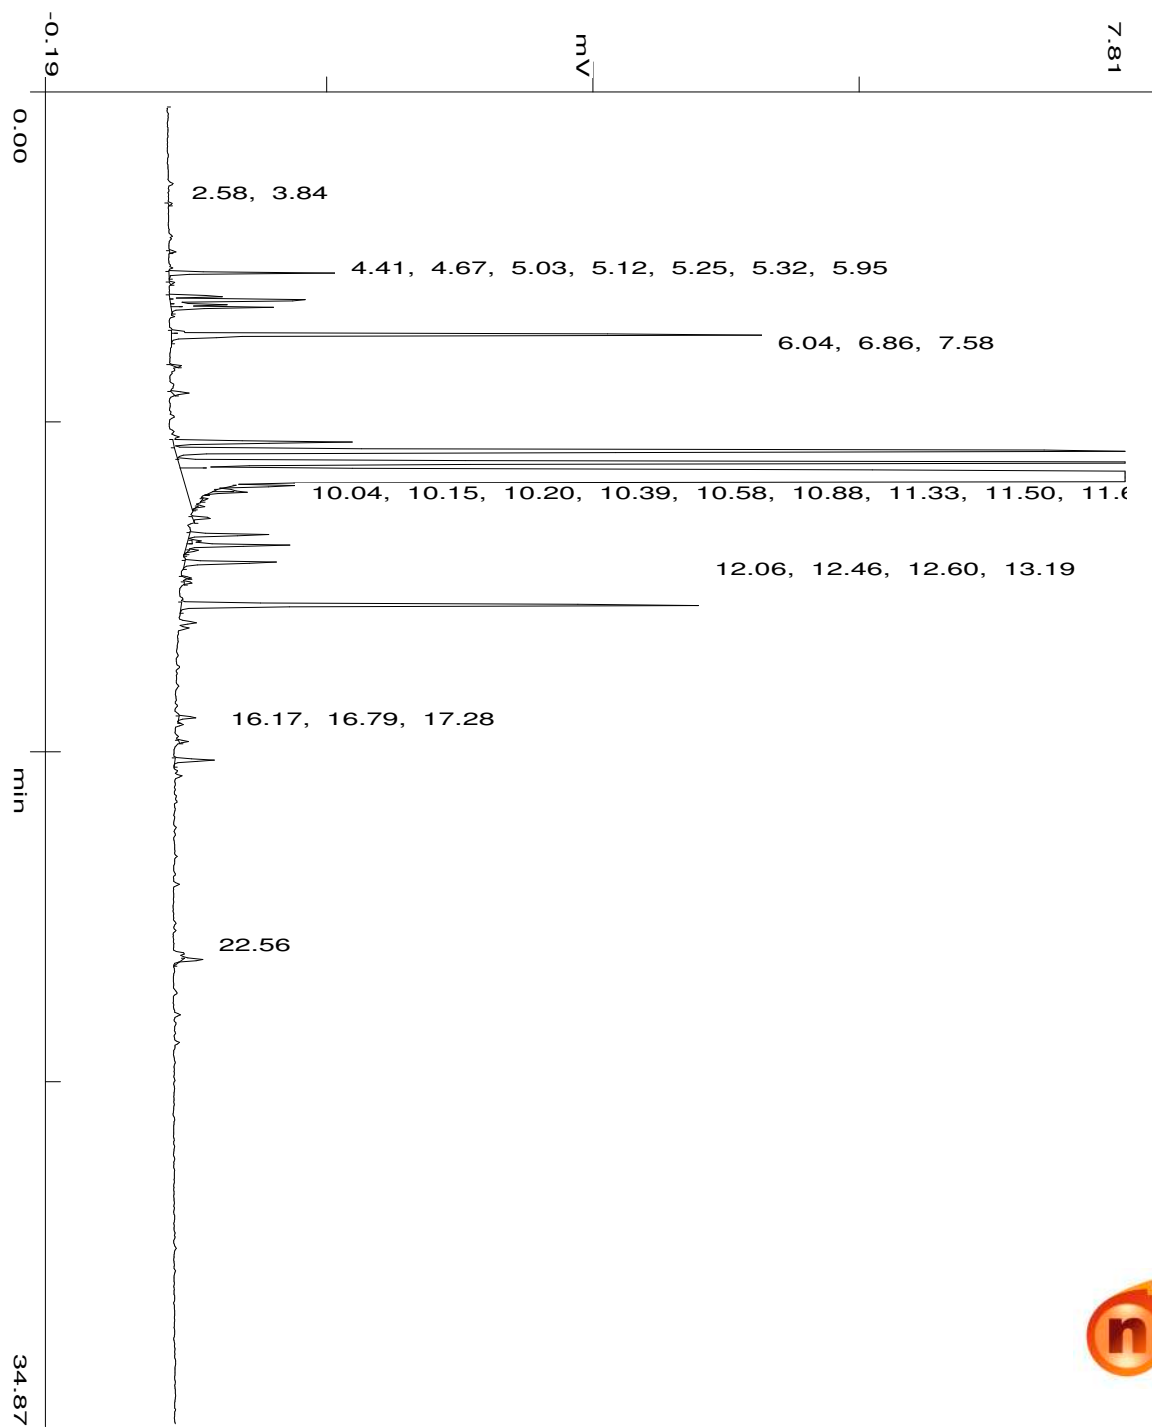 -0.19
mV
7.81
0.00
2.58, 3.84
4.41, 4.67, 5.03, 5.12, 5.25, 5.32, 5.95
6.04, 6.86, 7.58
10.04, 10.15, 10.20, 10.39, 10.58, 10.88, 11.33, 11.50,
12.06, 12.46, 12.60, 13.19
16.17, 16.79, 17.28
min
22.56
34.87
n